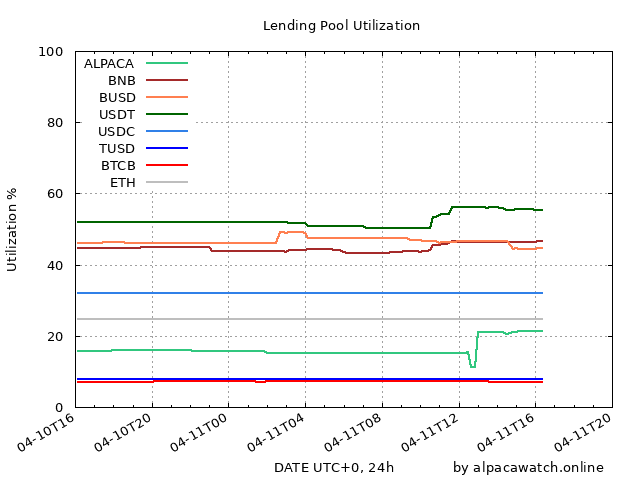 Lending Pool Utilization
100
80
60
40
20
0
Utilization %
ALPACA
BNB
BUSD
USDT
USDC
TUSD
BTCB
ETH
04-10T16
04-10T20
04-11T00
04-11T04
04-11T08
04-11T12
04-11T16
04-11T20
DATE UTC+0, 24h
by alpacawatch.online